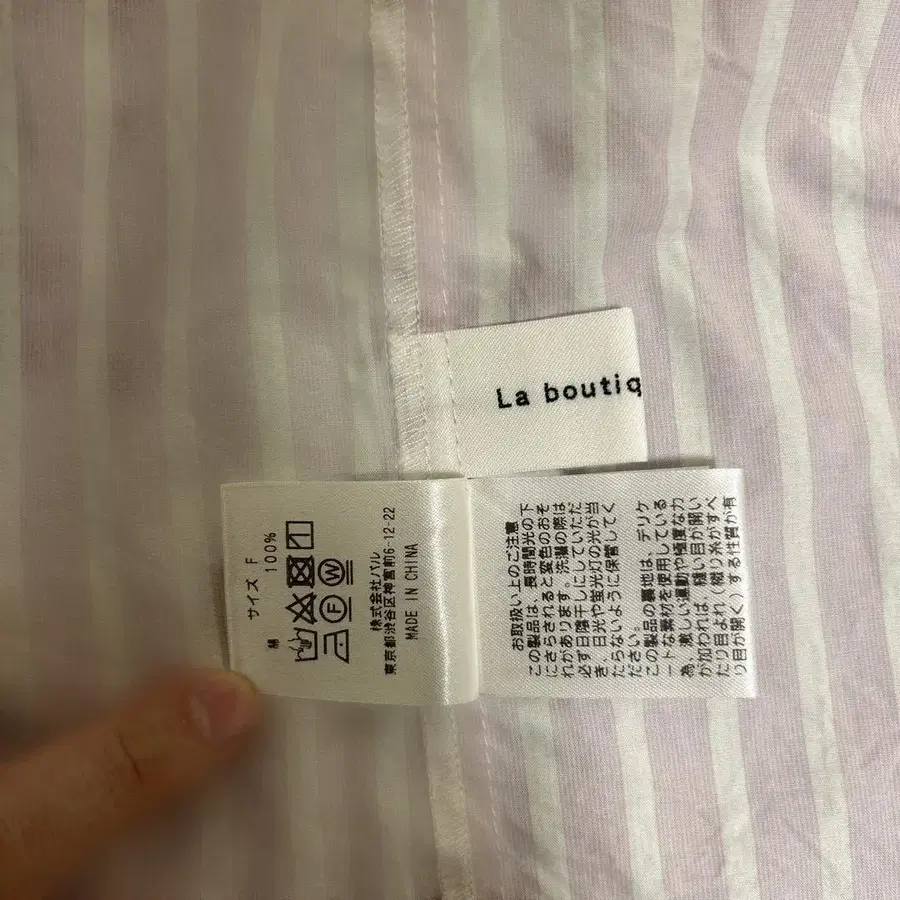 La boutiq
サイズ F
綿 100%
株式会社パル
東京都渋谷区神宮前6-12-22
MADE IN CHINA
お取扱い上のご注意
この製品は、長時間光の下
にさらされると変色のおそ
れがあります。洗濯の際は
必ず日陰干しにしていただ
き、日光や蛍光灯の光が当
たらないように保管してく
ださい。
この製品の裏地は、デリケ
ートな素材を使用している
為、激しい運動や極度な力
が加われば、縫い目が開い
たり目よれ（縫り糸がすべ
り目が開く）する性質が有